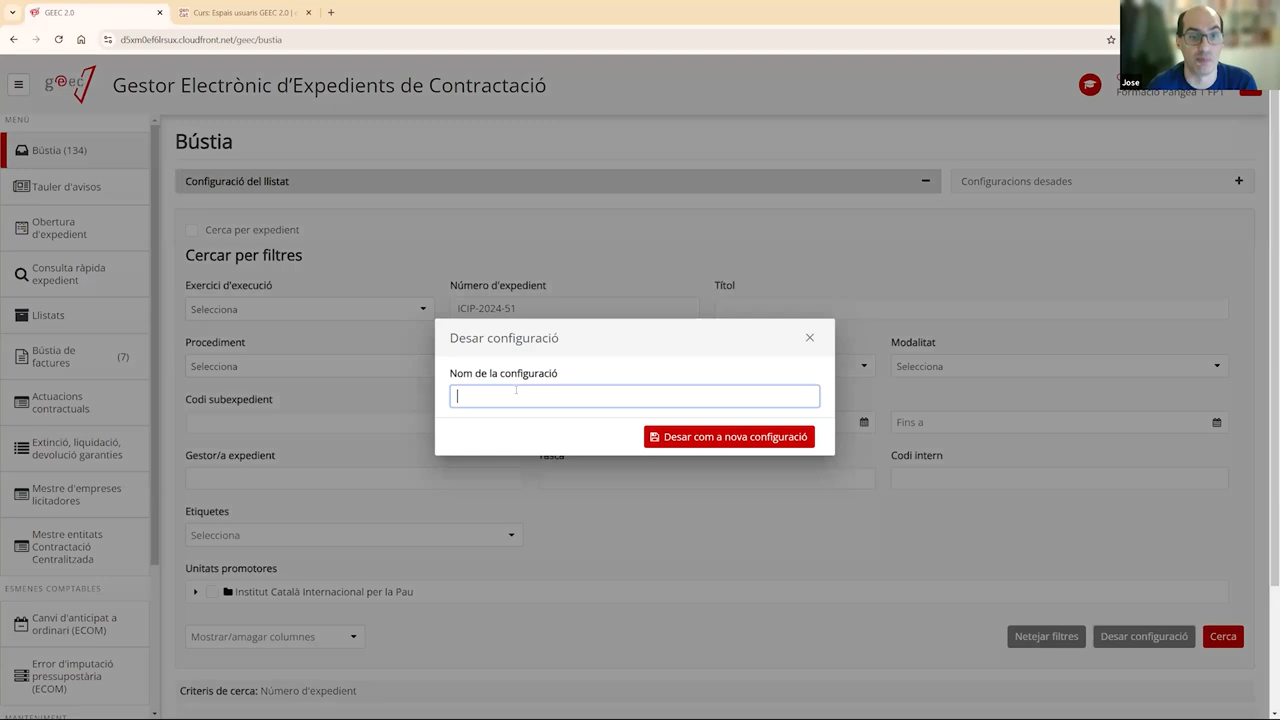 GEEC 2.0
Curs: Espais usuaris GEEC 2.0 |
d5xm0ef6lrsux.cloudfront.net/geec/bustia
Jose
geec
Gestor Electrònic d'Expedients de Contractació
Formació Pangea 1 FP1
MENÚ
Bústia (134)
Tauler d'avisos
Obertura
d'expedient
Consulta ràpida
expedient
Llistats
Bústia de
factures
(7)
Actuacions
contractuals
Extinció, liquidació,
devolució garanties
Mestre d'empreses
licitadores
Mestre entitats
Contractació
Centralitzada
ESMENES COMPTABLES
Canvi d'anticipat a
ordinari (ECOM)
Error d'imputació
pressupostària
(ECOM)
MANTENIMENT
Bústia
Configuració del llistat
Configuracions desades
Cerca per expedient
Cercar per filtres
Exercici d'execució
Número d'expedient
Títol
Selecciona
ICIP-2024-51
Procediment
Modalitat
Selecciona
Selecciona
Codi subexpedient
Fins a
Gestor/a expedient
Tasca
Codi intern
Etiquetes
Selecciona
Unitats promotores
Institut Català Internacional per la Pau
Mostrar/amagar columnes
Netejar filtres
Desar configuració
Cerca
Criteris de cerca: Número d'expedient
Desar configuració
Nom de la configuració
Desar com a nova configuració